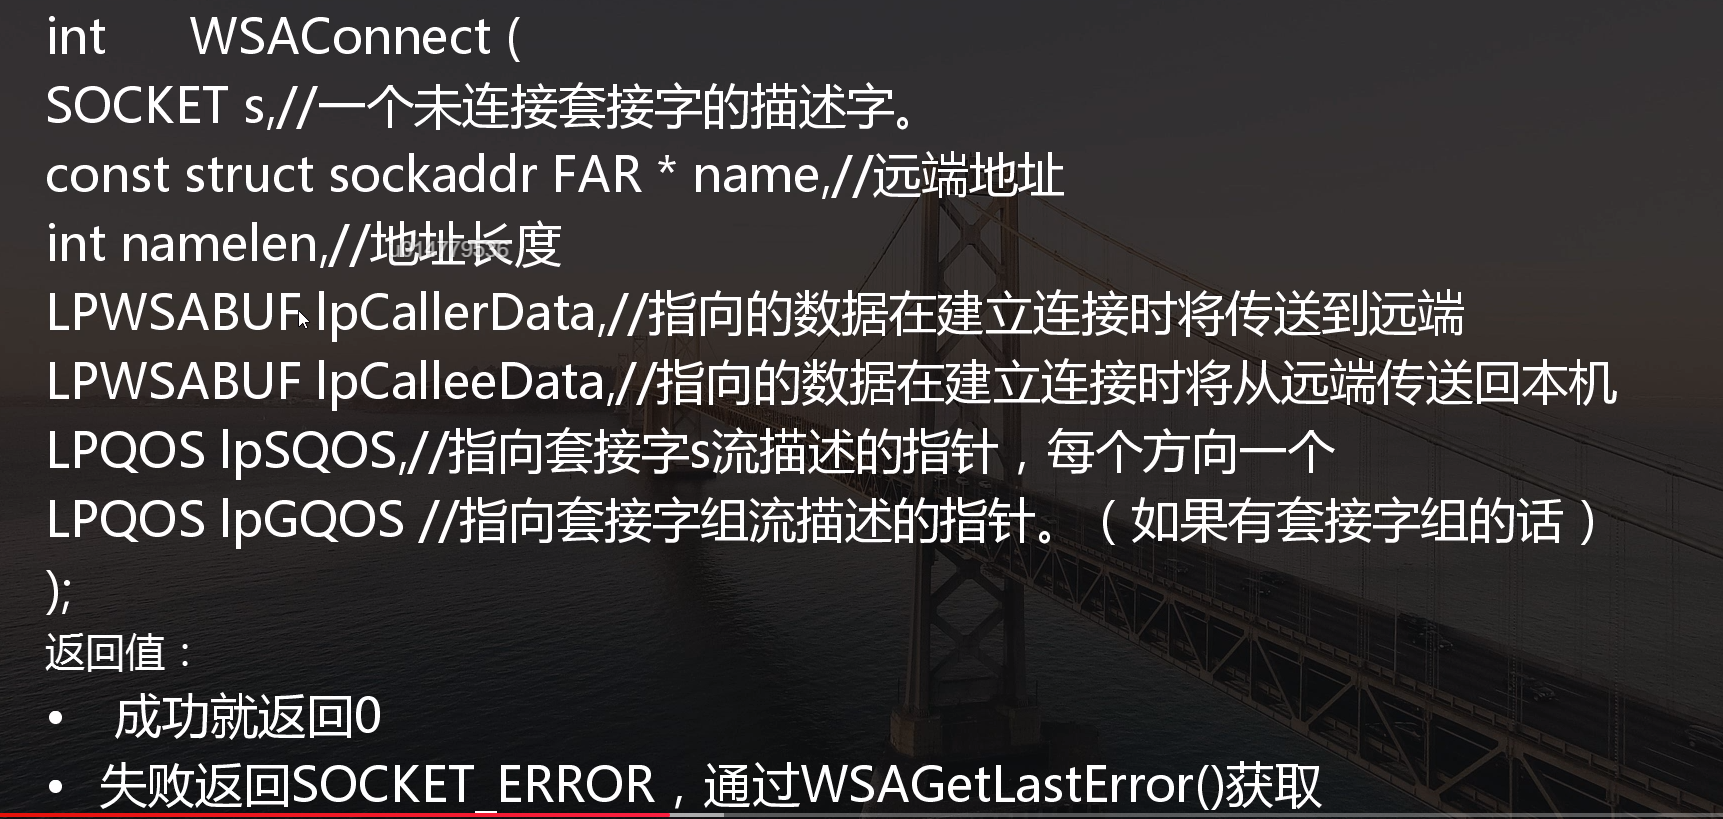 int WSAConnect (
SOCKET s,//一个未连接套接字的描述字。
const struct sockaddr FAR * name,//远端地址
int namelen,//地址长度
LPWSABUF lpCallerData,//指向的数据在建立连接时将传送到远端
LPWSABUF lpCalleeData,//指向的数据在建立连接时将从远端传送回本机
LPQOS lpSQOS,//指向套接字s流描述的指针，每个方向一个
LPQOS lpGQOS //指向套接字组流描述的指针。（如果有套接字组的话）
);
返回值：
• 成功就返回0
• 失败返回SOCKET_ERROR，通过WSAGetLastError()获取